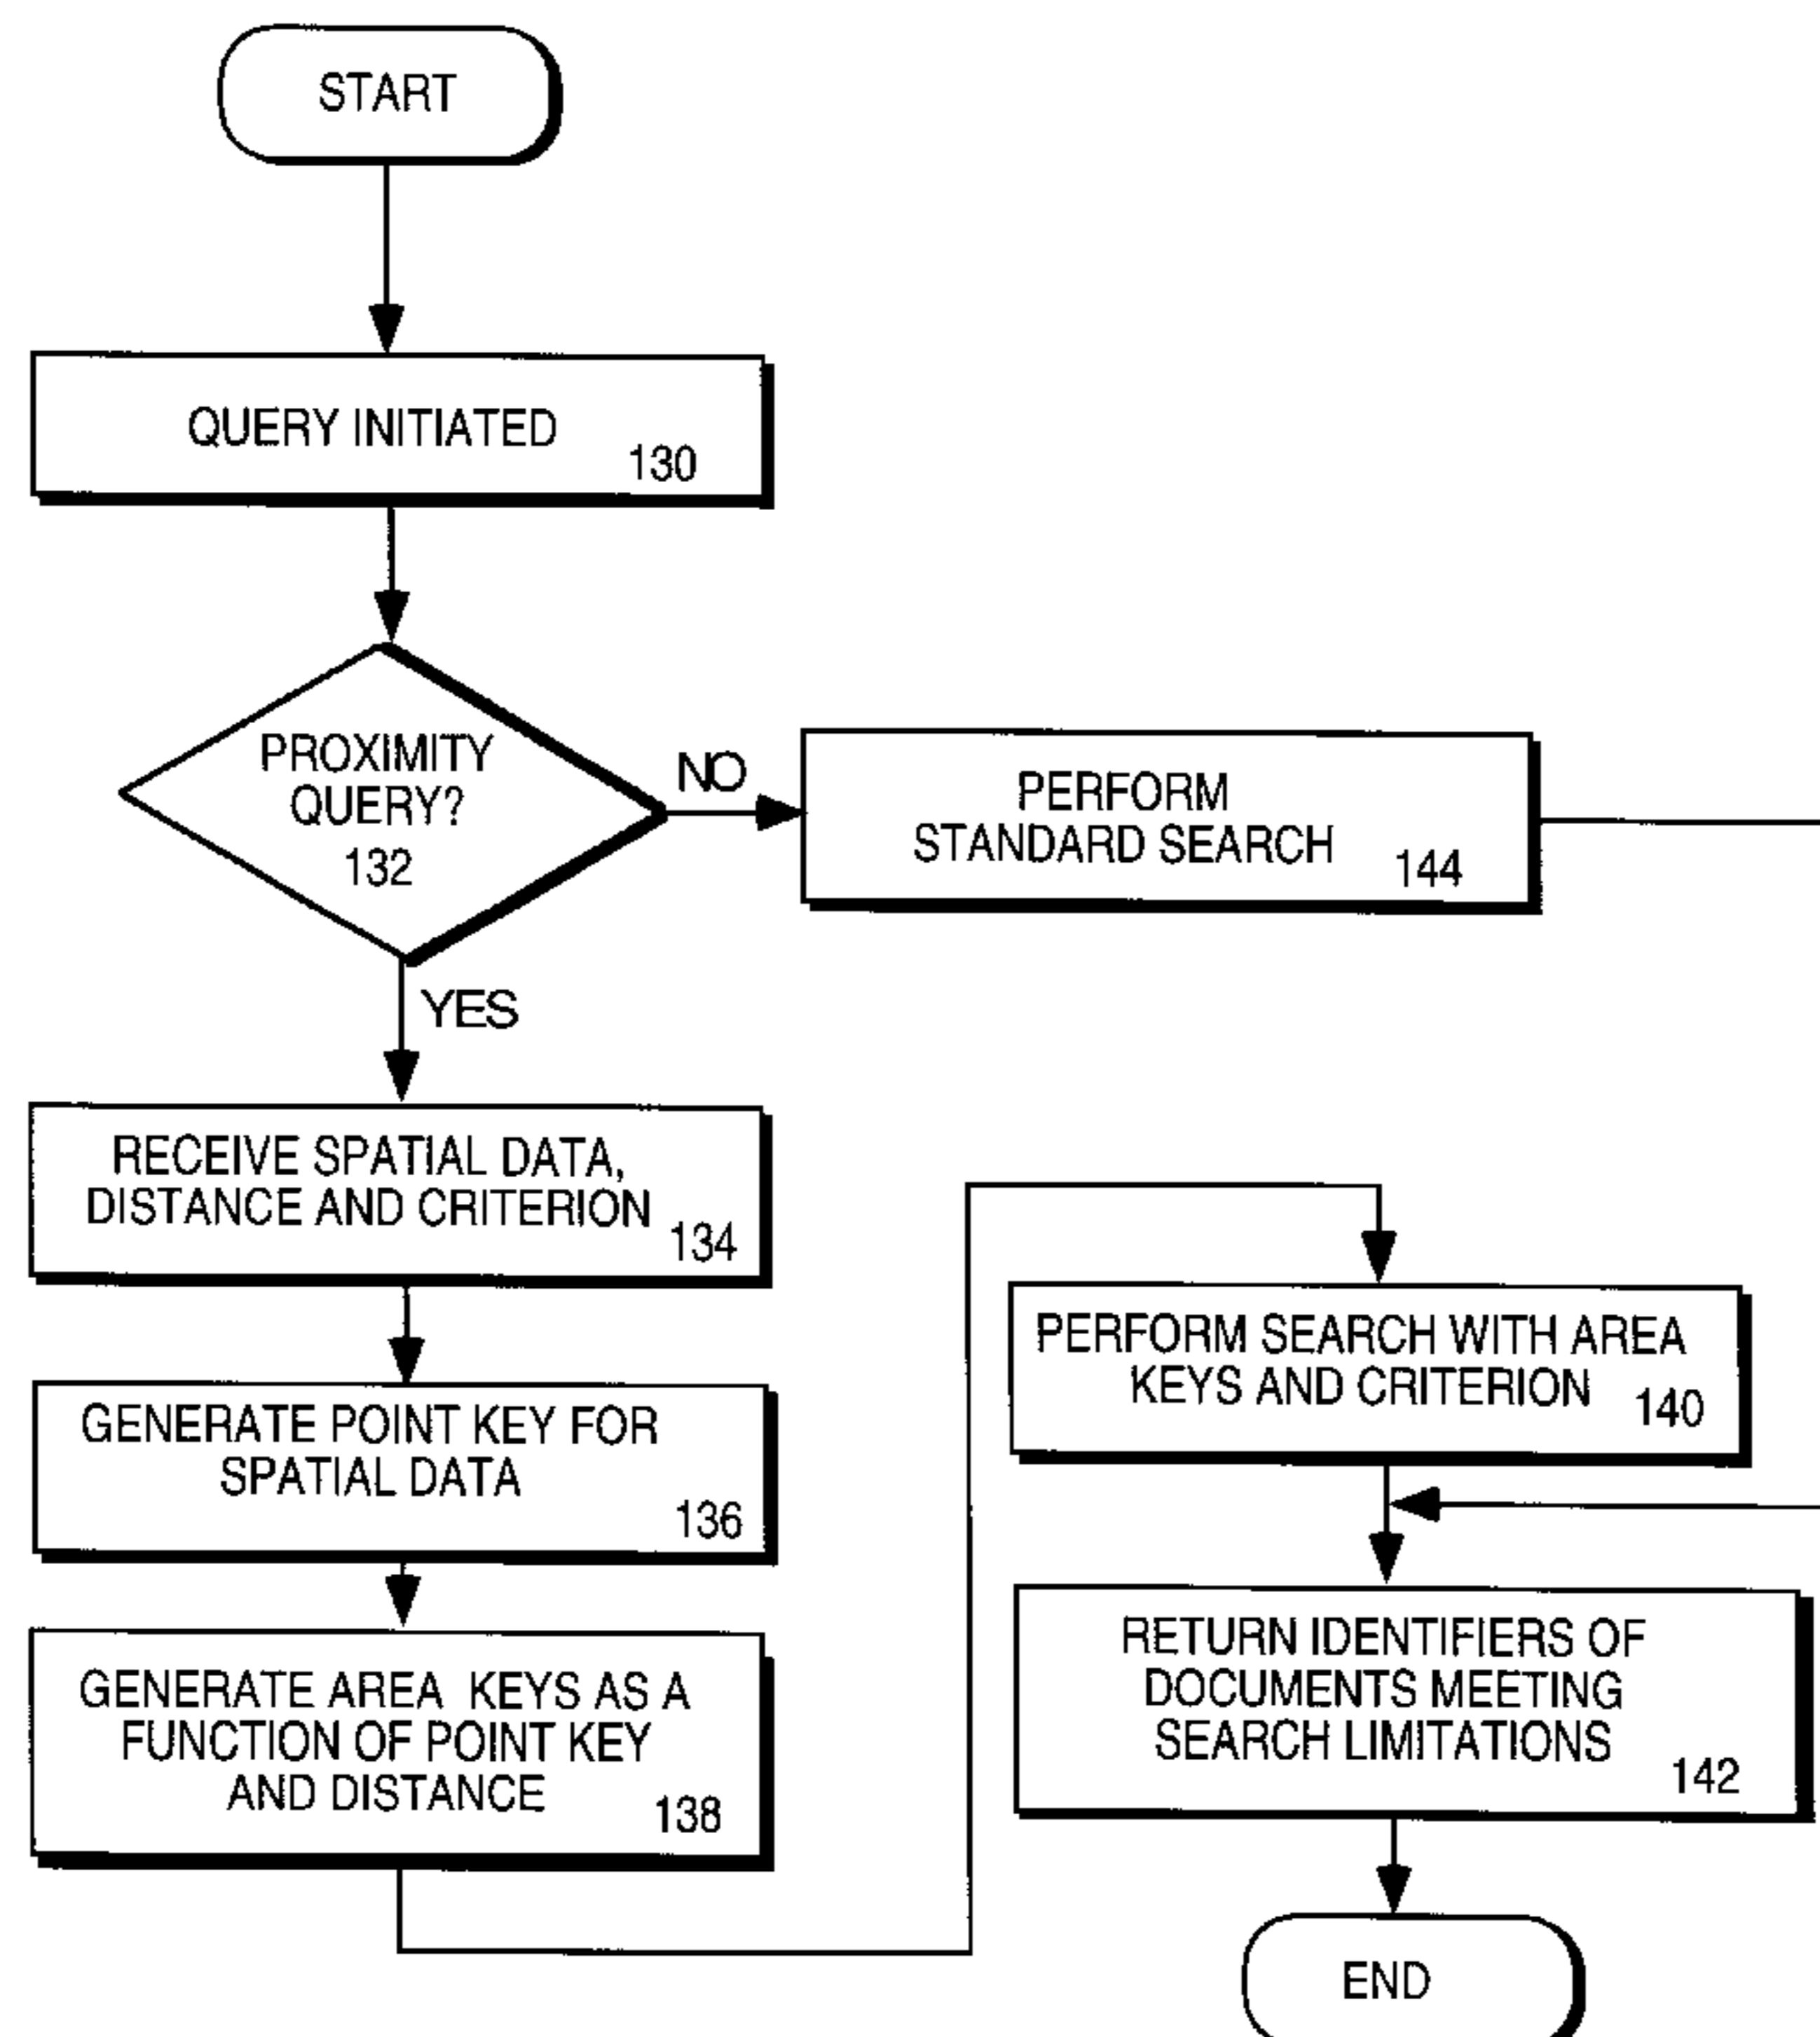 START
QUERY INITIATED
130
PROXIMITY
QUERY?
132
NO
PERFORM
STANDARD SEARCH
144
YES
RECEIVE SPATIAL DATA,
DISTANCE AND CRITERION
134
GENERATE POINT KEY FOR
SPATIAL DATA
136
GENERATE AREA KEYS AS A
FUNCTION OF POINT KEY
AND DISTANCE
138
PERFORM SEARCH WITH AREA
KEYS AND CRITERION
140
RETURN IDENTIFIERS OF
DOCUMENTS MEETING
SEARCH LIMITATIONS
142
END